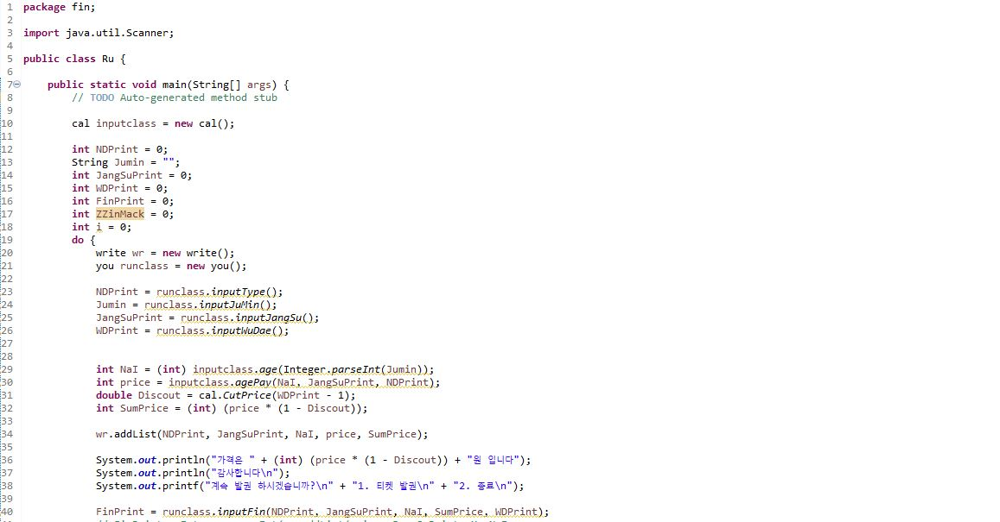 1 package fin;
2
3 import java.util.Scanner;
4
5 public class Ru {
6
7 public static void main(String[] args) {
8 // TODO Auto-generated method stub
9
10 cal inputclass = new cal();
11
12 int NDPrint = 0;
13 String Jumin = "";
14 int JangSuPrint = 0;
15 int WDPrint = 0;
16 int FinPrint = 0;
17 int ZZinMack = 0;
18 int i = 0;
19 do {
20 write wr = new write();
21 you runclass = new you();
22
23 NDPrint = runclass.inputType();
24 Jumin = runclass.inputJuMin();
25 JangSuPrint = runclass.inputJangSu();
26 WDPrint = runclass.inputWuDae();
27
28
29 int NaI = (int) inputclass.age(Integer.parseInt(Jumin));
30 int price = inputclass.agePay(NaI, JangSuPrint, NDPrint);
31 double Discout = cal.CutPrice(WDPrint - 1);
32 int SumPrice = (int) (price * (1 - Discout));
33
34 wr.addList(NDPrint, JangSuPrint, NaI, price, SumPrice);
35
36 System.out.println("가격은 " + (int) (price * (1 - Discout)) + "원 입니다");
37 System.out.println("감사합니다\n");
38 System.out.printf("계속 발권 하시겠습니까?\n" + "1. 티켓 발권\n" + "2. 종료\n");
39
40 FinPrint = runclass.inputFin(NDPrint, JangSuPrint, NaI, SumPrice, WDPrint);